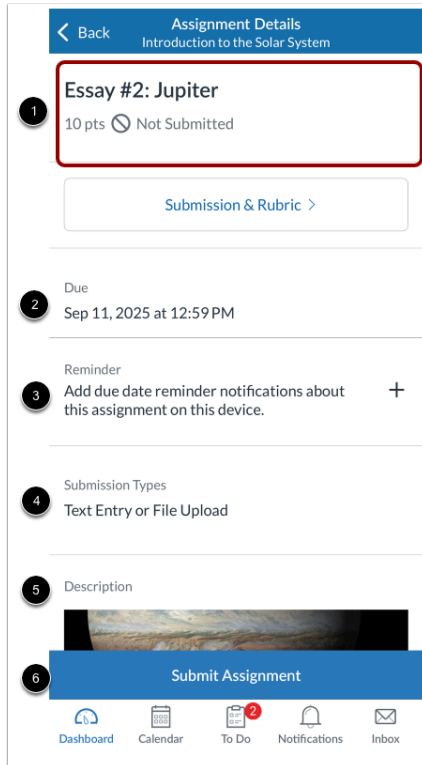 Back
Assignment Details
Introduction to the Solar System
1
Essay #2: Jupiter
10 pts Not Submitted
Submission & Rubric >
2
Due
Sep 11, 2025 at 12:59 PM
3
Reminder
Add due date reminder notifications about
this assignment on this device.
+
4
Submission Types
Text Entry or File Upload
5
Description
6
Submit Assignment
2
Dashboard Calendar To Do Notifications Inbox